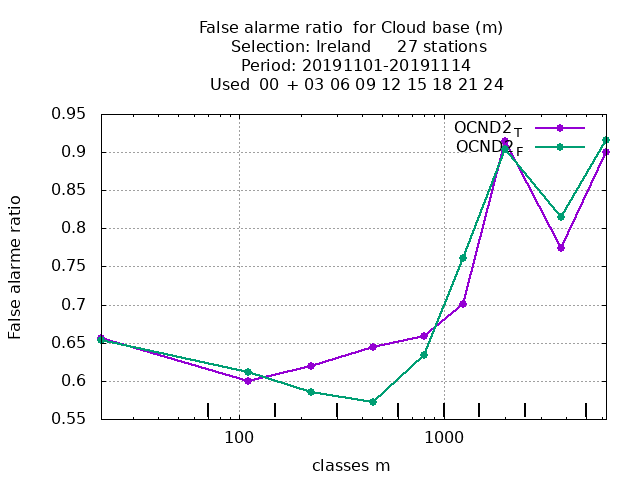 False alarme ratio  for Cloud base (m)
Selection: Ireland     27 stations
Period: 20191101-20191114
Used  00 + 03 06 09 12 15 18 21 24
OCND2_T
OCND2_F
0.95
0.9
0.85
0.8
0.75
0.7
0.65
0.6
0.55
False alarme ratio
100
1000
classes m